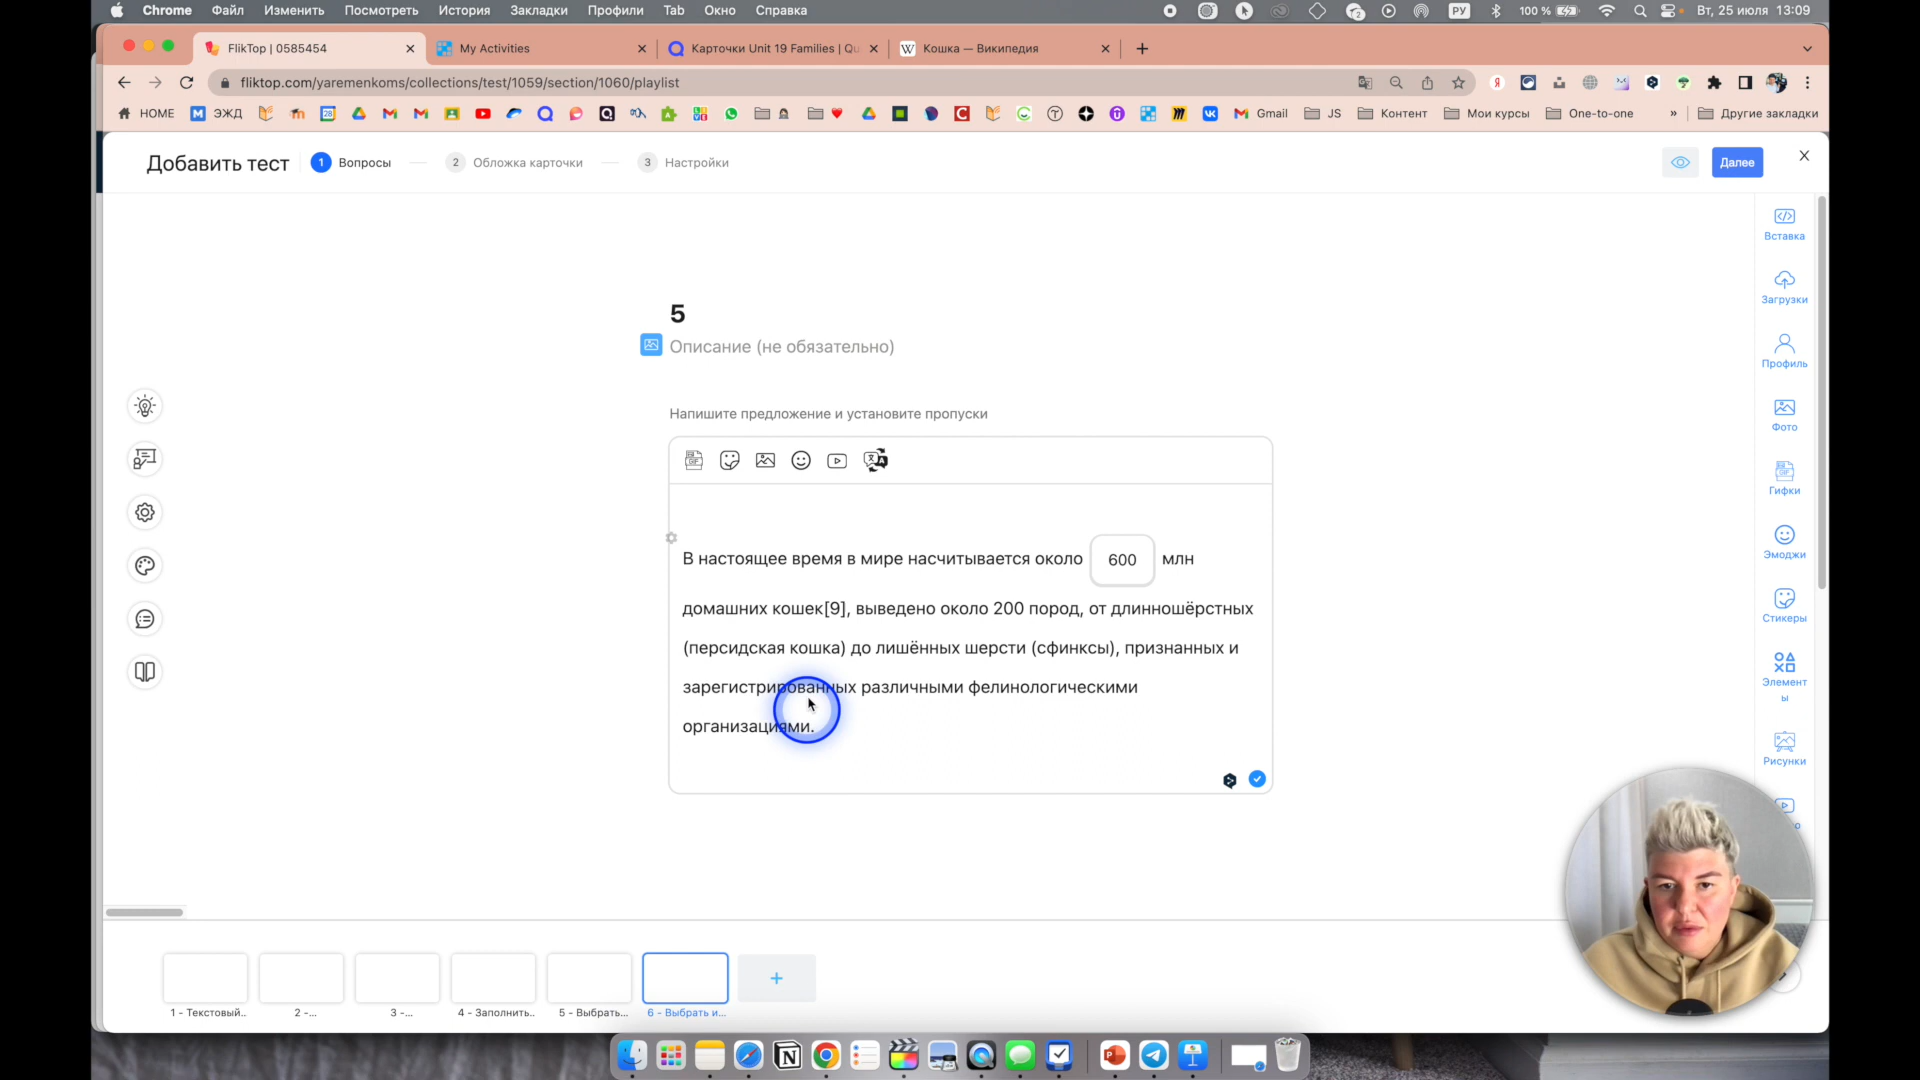 Chrome Файл Изменить Посмотреть История Закладки Профили Tab Окно Справка
РУ 100 % Вт, 25 июля 13:09
FlikTop | 0585454
My Activities
Карточки Unit 19 Families | Qu
Кошка — Википедия
fliktop.com/yaremenkoms/collections/test/1059/section/1060/playlist
HOME
ЭЖД
Gmail
JS
Контент
Мои курсы
One-to-one
»
Другие закладки
Добавить тест
1 Вопросы
2 Обложка карточки
3 Настройки
Далее
Вставка
Загрузки
Профиль
Фото
Гифки
Эмоджи
Стикеры
Элемент
ы
Рисунки
5
Описание (не обязательно)
Напишите предложение и установите пропуски
В настоящее время в мире насчитывается около 600 млн
домашних кошек[9], выведено около 200 пород, от длинношёрстных
(персидская кошка) до лишённых шерсти (сфинксы), признанных и
зарегистрированных различными фелинологическими
организациями.
1 - Текстовый..
2 -...
3 -...
4 - Заполнить..
5 - Выбрать...
6 - Выбрать и...